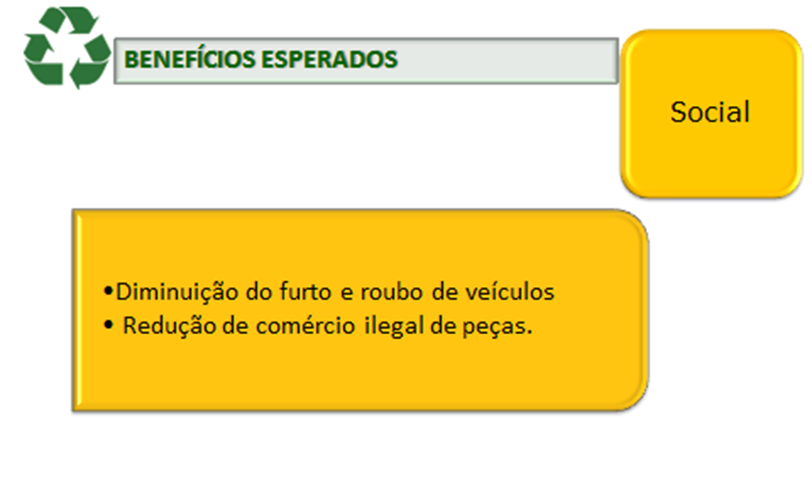 BENEFÍCIOS ESPERADOS
Social
•Diminuição do furto e roubo de veículos
• Redução de comércio ilegal de peças.